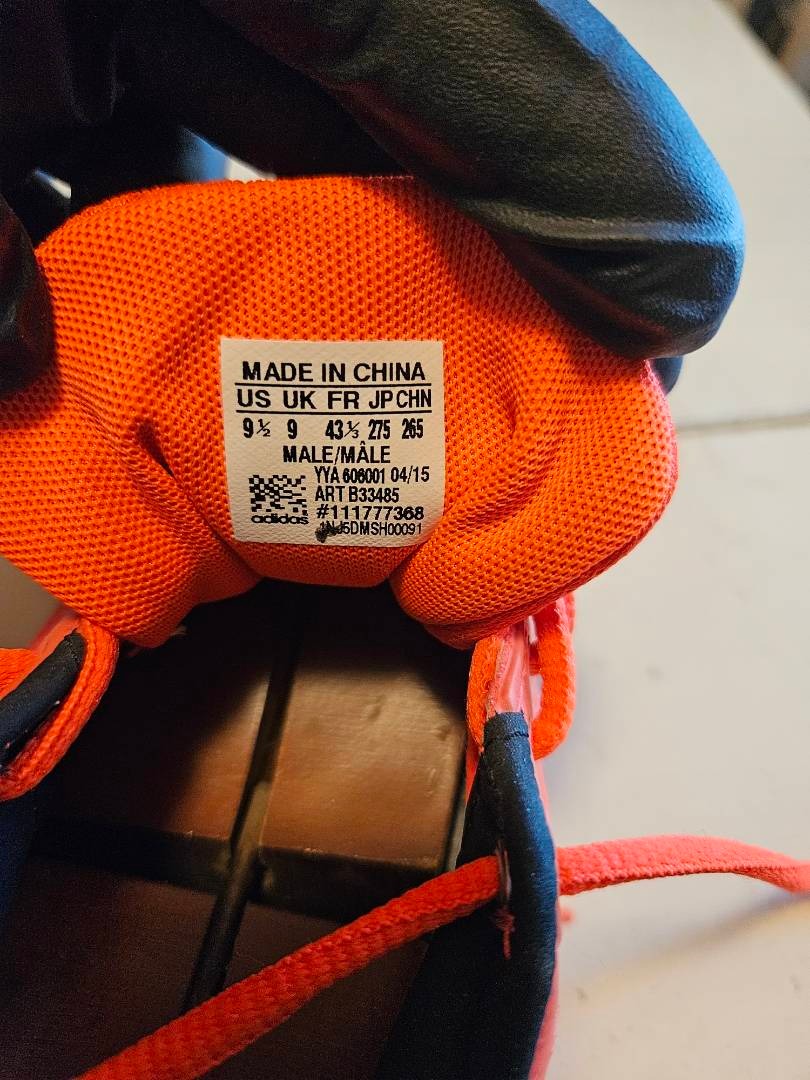 MADE IN CHINA
US UK FR JP CHN
9½ 9 43⅓ 275 265
MALE/MÂLE
YYA 606001 04/15
ART B33485
#111777368
adidas 1NJ5DMSH00091